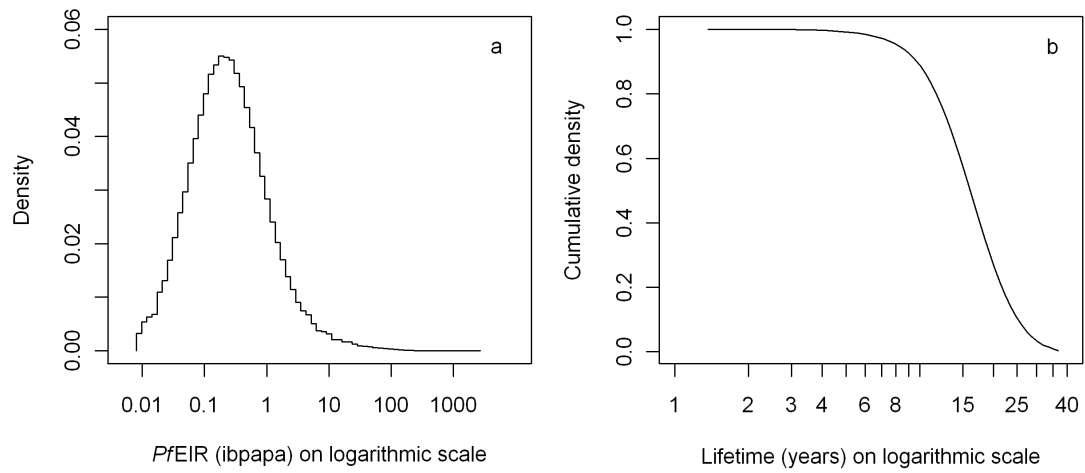 a
Density
0.00 0.02 0.04 0.06
0.01 0.1 1 10 100 1000
PfEIR (ibpapa) on logarithmic scale
b
Cumulative density
0.0 0.2 0.4 0.6 0.8 1.0
1 2 3 4 6 8 15 25 40
Lifetime (years) on logarithmic scale